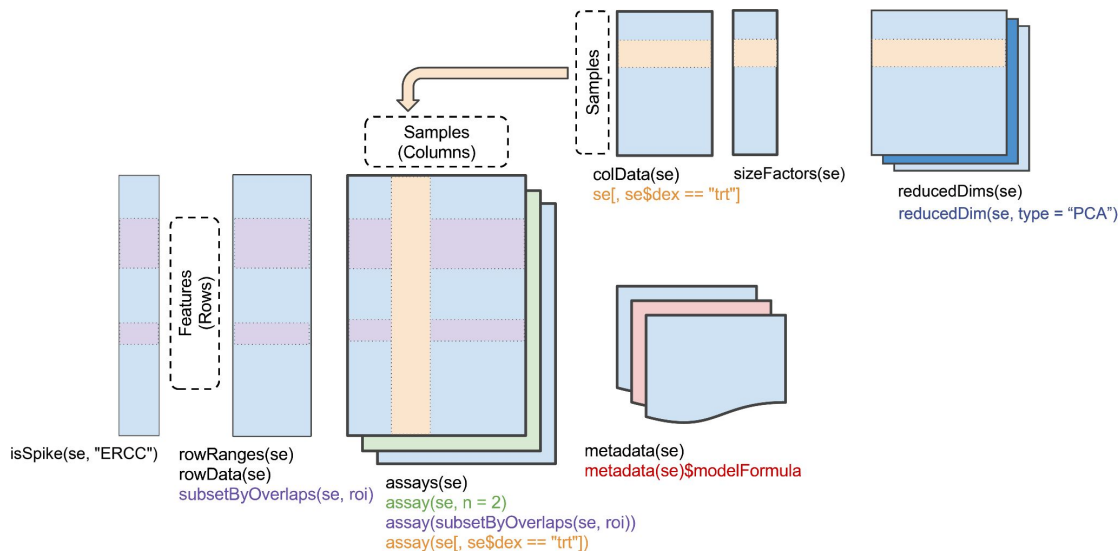 Samples
Samples
(Columns)
colData(se)
se[, se$dex == "trt"]
sizeFactors(se)
reducedDims(se)
reducedDim(se, type = “PCA”)
Features
(Rows)
isSpike(se, "ERCC")
rowRanges(se)
rowData(se)
subsetByOverlaps(se, roi)
assays(se)
assay(se, n = 2)
assay(subsetByOverlaps(se, roi))
assay(se[, se$dex == "trt"])
metadata(se)
metadata(se)$modelFormula